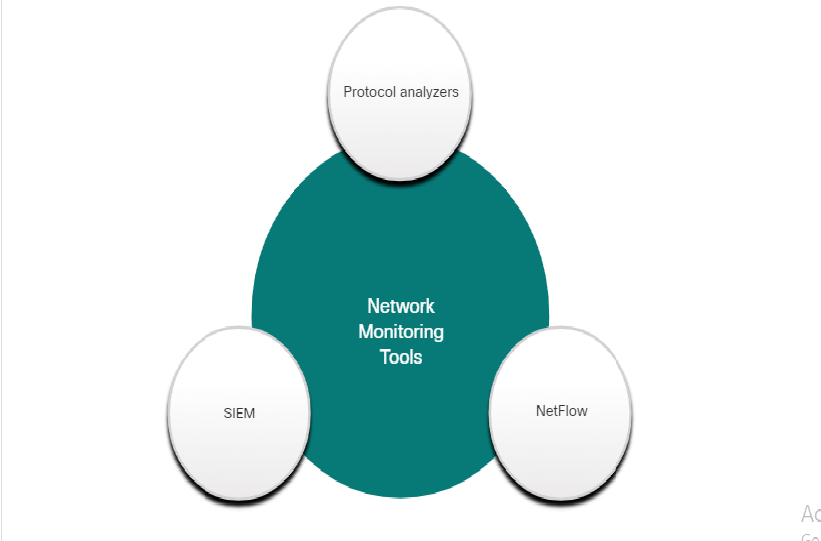 Protocol analyzers
Network
Monitoring
Tools
SIEM
NetFlow